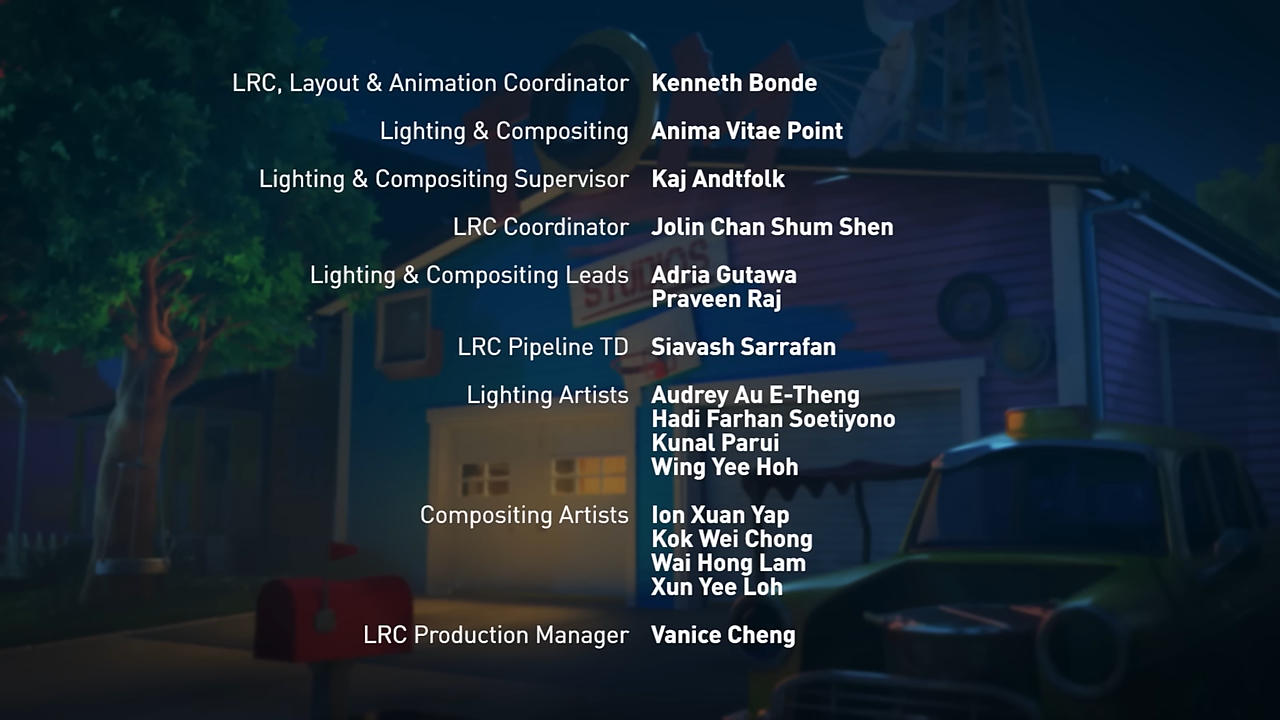 LRC, Layout & Animation Coordinator Kenneth Bonde
Lighting & Compositing Anima Vitae Point
Lighting & Compositing Supervisor Kaj Andtfolk
LRC Coordinator Jolin Chan Shum Shen
Lighting & Compositing Leads Adria Gutawa
Praveen Raj
LRC Pipeline TD Siavash Sarrafan
Lighting Artists Audrey Au E-Theng
Hadi Farhan Soetiyono
Kunal Parui
Wing Yee Hoh
Compositing Artists Ion Xuan Yap
Kok Wei Chong
Wai Hong Lam
Xun Yee Loh
LRC Production Manager Vanice Cheng
STUDIOS